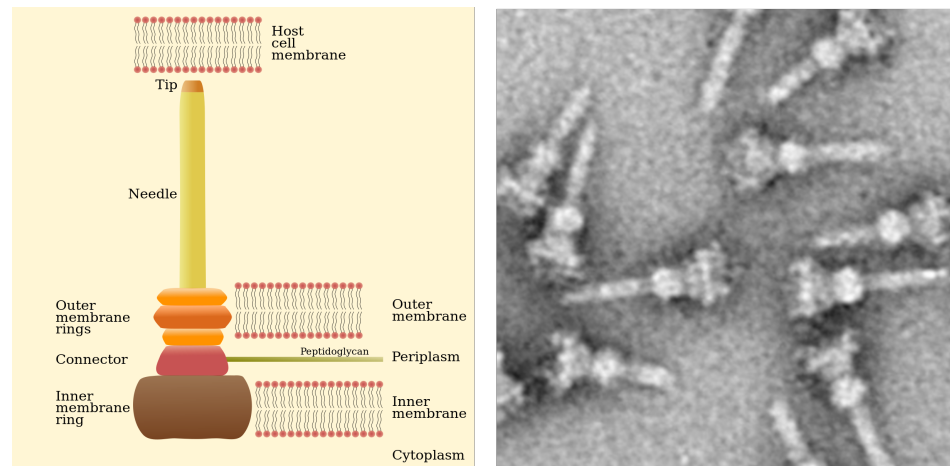 Host
cell
membrane
Tip
Needle
Outer
membrane
rings
Outer
membrane
Peptidoglycan
Connector
Periplasm
Inner
membrane
ring
Inner
membrane
Cytoplasm